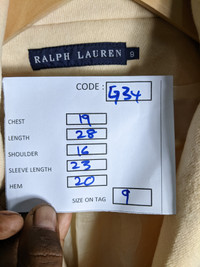 RALPH LAUREN 9
CODE : G34
CHEST 19
LENGTH 28
SHOULDER 16
SLEEVE LENGTH 23
HEM 20
SIZE ON TAG 9